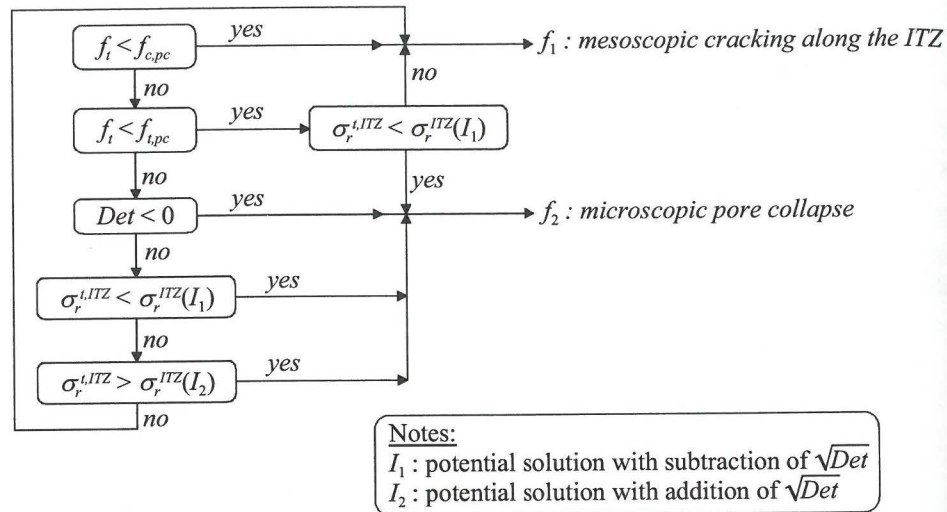 f_t < f_{c,pc}
yes
f_1 : mesoscopic cracking along the ITZ
no
no
f_t < f_{t,pc}
yes
σ_r^{t,ITZ} < σ_r^{ITZ}(I_1)
no
yes
Det < 0
yes
f_2 : microscopic pore collapse
no
σ_r^{t,ITZ} < σ_r^{ITZ}(I_1)
yes
no
σ_r^{t,ITZ} > σ_r^{ITZ}(I_2)
yes
no
Notes:
I_1 : potential solution with subtraction of √Det
I_2 : potential solution with addition of √Det